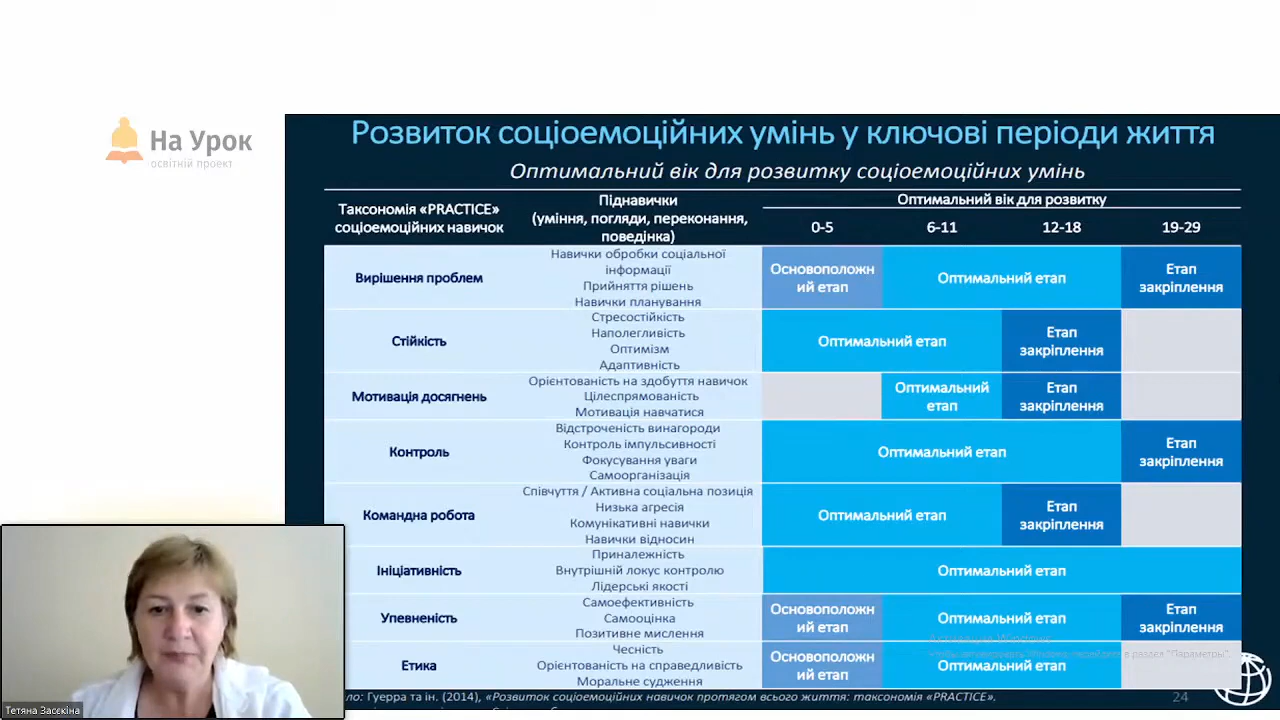 На Урок
освітній проект
Розвиток соціоемоційних умінь у ключові періоди життя
Оптимальний вік для розвитку соціоемоційних умінь
Таксономія «PRACTICE»
соціоемоційних навичок
Піднавички
(уміння, погляди, переконання,
поведінка)
Оптимальний вік для розвитку
0-5 6-11 12-18 19-29
Вирішення проблем
Навички обробки соціальної
інформації
Прийняття рішень
Навички планування
Основоположн
ий етап
Оптимальний етап
Етап
закріплення
Стійкість
Стресостійкість
Наполегливість
Оптимізм
Адаптивність
Оптимальний етап
Етап
закріплення
Мотивація досягнень
Орієнтованість на здобуття навичок
Цілеспрямованість
Мотивація навчатися
Оптимальний
етап
Етап
закріплення
Контроль
Відстроченість винагороди
Контроль імпульсивності
Фокусування уваги
Самоорганізація
Оптимальний етап
Етап
закріплення
Командна робота
Співчуття / Активна соціальна позиція
Низька агресія
Комунікативні навички
Навички відносин
Оптимальний етап
Етап
закріплення
Ініціативність
Приналежність
Внутрішній локус контролю
Лідерські якості
Оптимальний етап
Упевненість
Самоефективність
Самооцінка
Позитивне мислення
Основоположн
ий етап
Оптимальний етап
Етап
закріплення
Етика
Чесність
Орієнтованість на справедливість
Моральне судження
Основоположн
ий етап
Оптимальний етап
в раздел "Параметры".
Гуерра та ін. (2014), «Розвиток соціоемоційних навичок протягом всього життя: таксономія «PRACTICE».
24
Тетяна Засєкіна